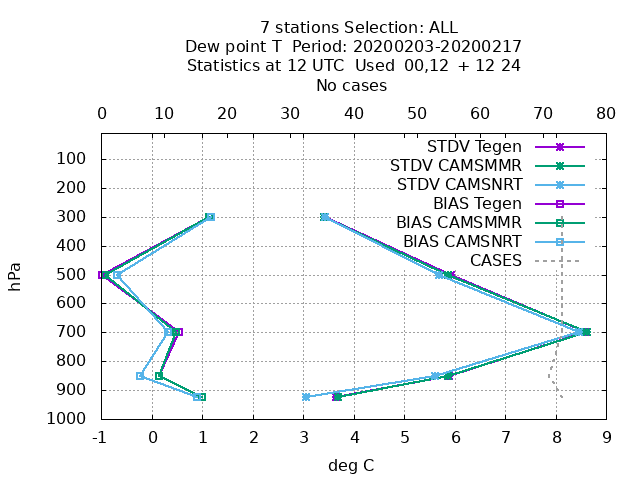 7 stations Selection: ALL
Dew point T  Period: 20200203-20200217
Statistics at 12 UTC  Used  00,12  + 12 24
No cases
0 10 20 30 40 50 60 70 80
STDV Tegen
STDV CAMSMMR
STDV CAMSNRT
BIAS Tegen
BIAS CAMSMMR
BIAS CAMSNRT
CASES
100
200
300
400
500
600
700
800
900
1000
hPa
-1 0 1 2 3 4 5 6 7 8 9
deg C